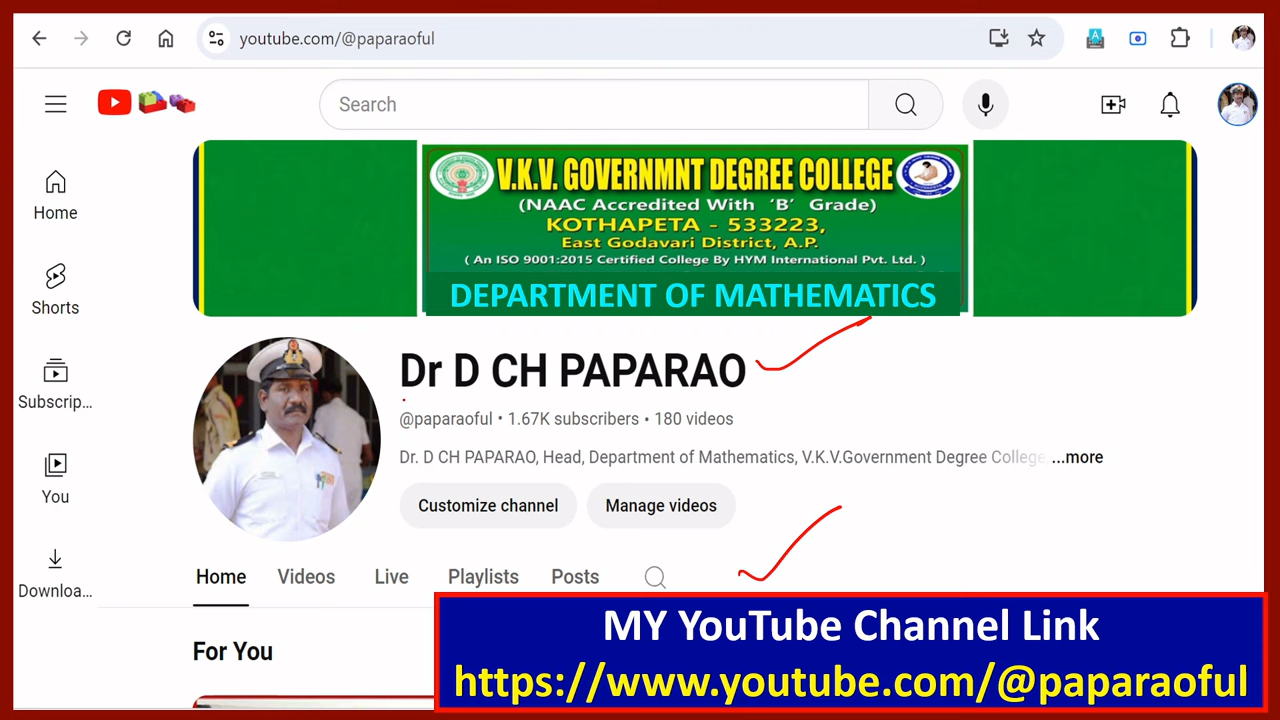 youtube.com/@paparaoful
Search
V.K.V. GOVERNMNT DEGREE COLLEGE
(NAAC Accredited With ‘B’ Grade)
KOTHAPETA - 533223,
East Godavari District, A.P.
( An ISO 9001:2015 Certified College By HYM International Pvt. Ltd. )
DEPARTMENT OF MATHEMATICS
Home
Shorts
Subscrip...
You
Downloa...
Dr D CH PAPARAO
@paparaoful • 1.67K subscribers • 180 videos
Dr. D CH PAPARAO, Head, Department of Mathematics, V.K.V.Government Degree College, ...more
Customize channel Manage videos
Home Videos Live Playlists Posts
For You
MY YouTube Channel Link
https://www.youtube.com/@paparaoful